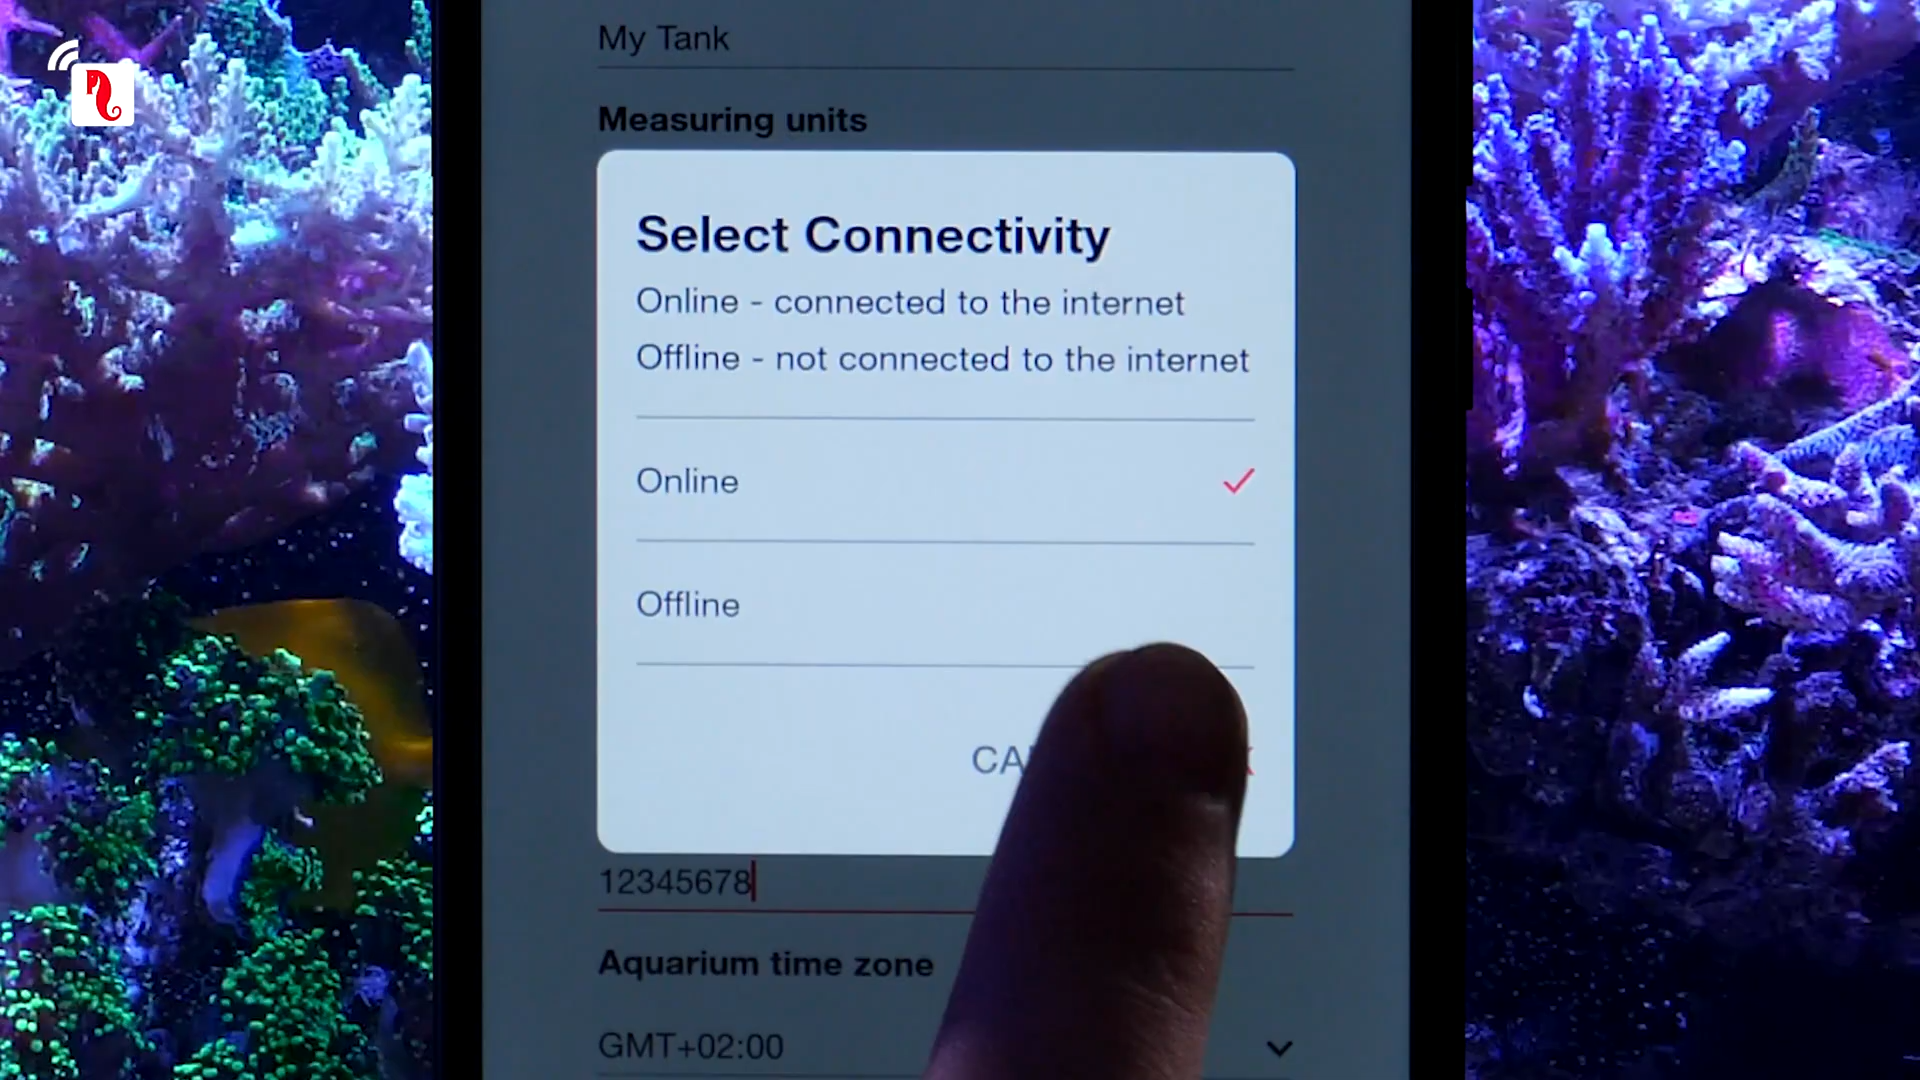 My Tank
Measuring units
Select Connectivity
Online - connected to the internet
Offline - not connected to the internet
Online
Offline
12345678
Aquarium time zone
GMT+02:00